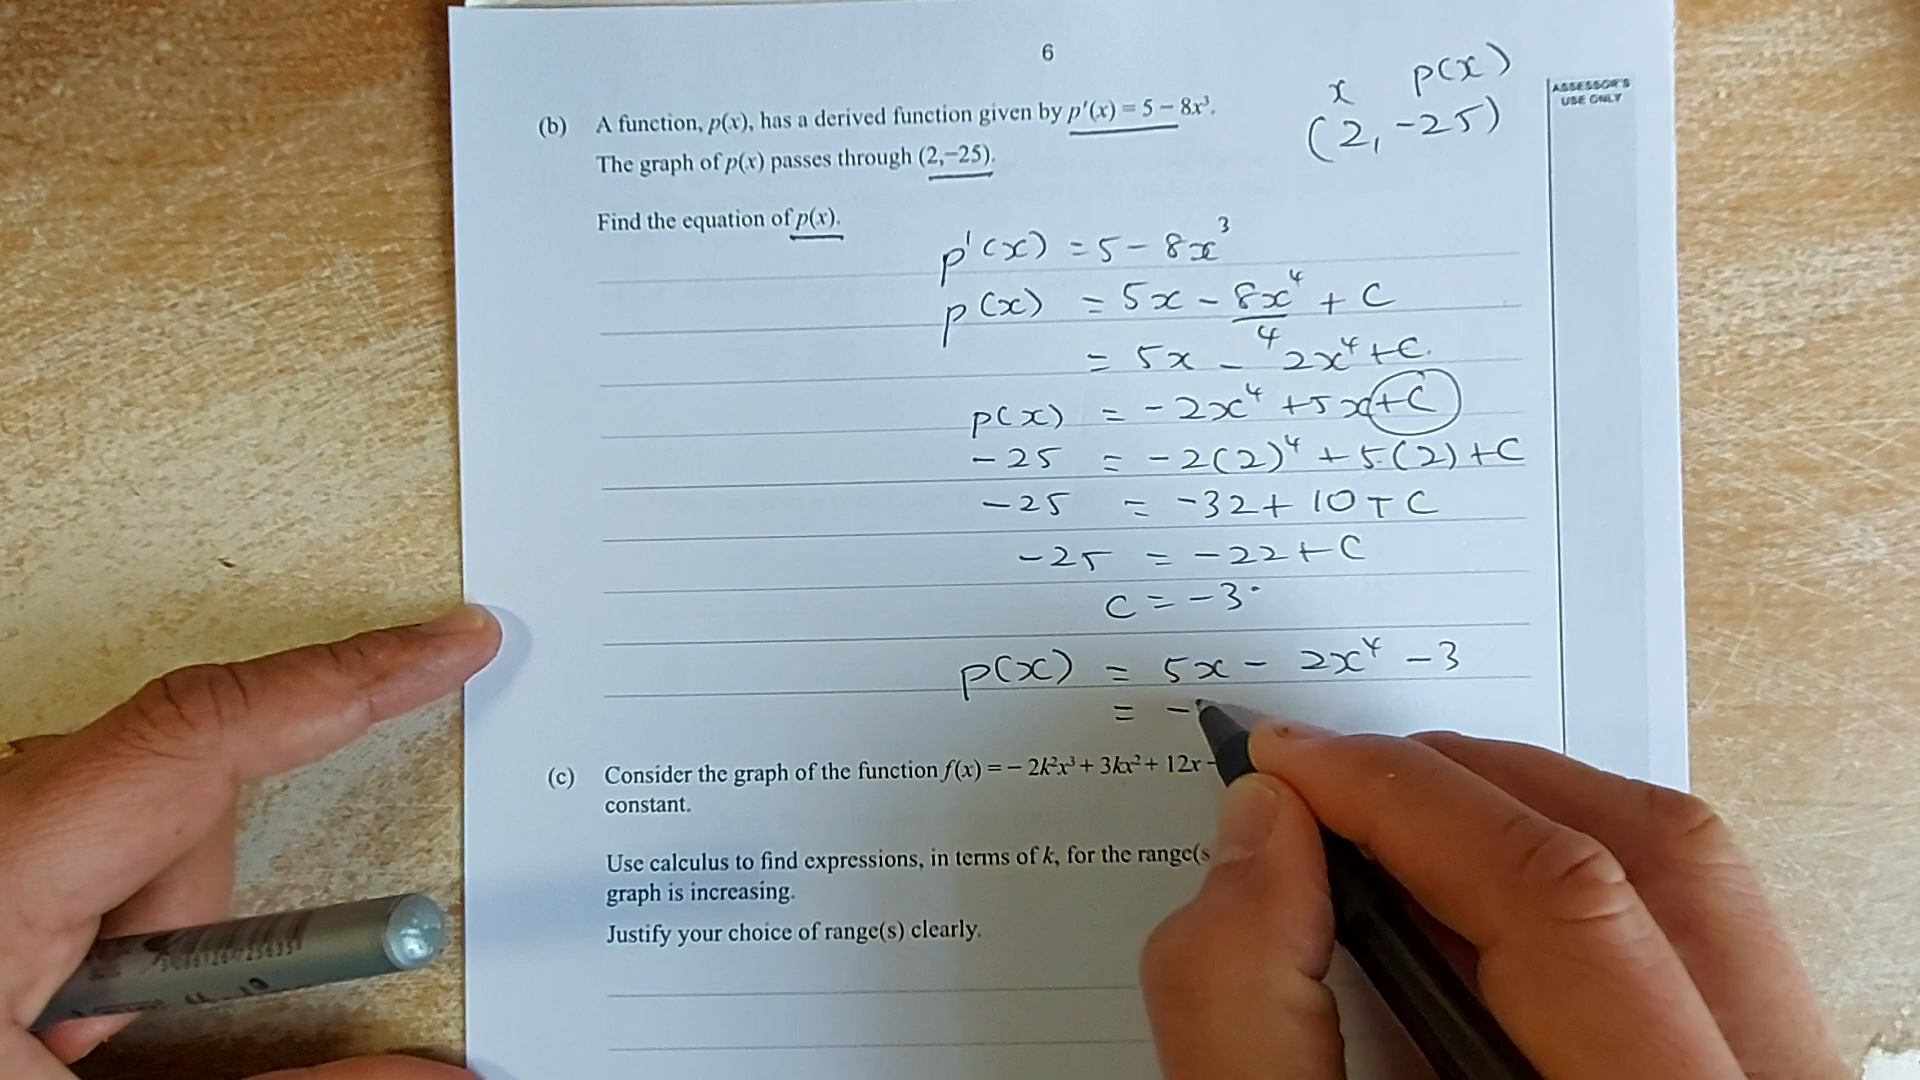 6
x p(x)
(2, -25)
ASSESSOR'S
USE ONLY
(b) A function, p(x), has a derived function given by p′(x) = 5 − 8x³.
The graph of p(x) passes through (2,−25).
Find the equation of p(x).
p'(x) = 5 - 8x³
p(x) = 5x - 8x⁴/4 + C
= 5x - 2x⁴ + C.
p(x) = -2x⁴ + 5x + C
-25 = -2(2)⁴ + 5.(2) + C
-25 = -32 + 10 + C
-25 = -22 + C
C = -3.
p(x) = 5x - 2x⁴ - 3
= -
(c) Consider the graph of the function f(x) = − 2k²x³ + 3kx² + 12x −
constant.
Use calculus to find expressions, in terms of k, for the range(s
graph is increasing.
Justify your choice of range(s) clearly.